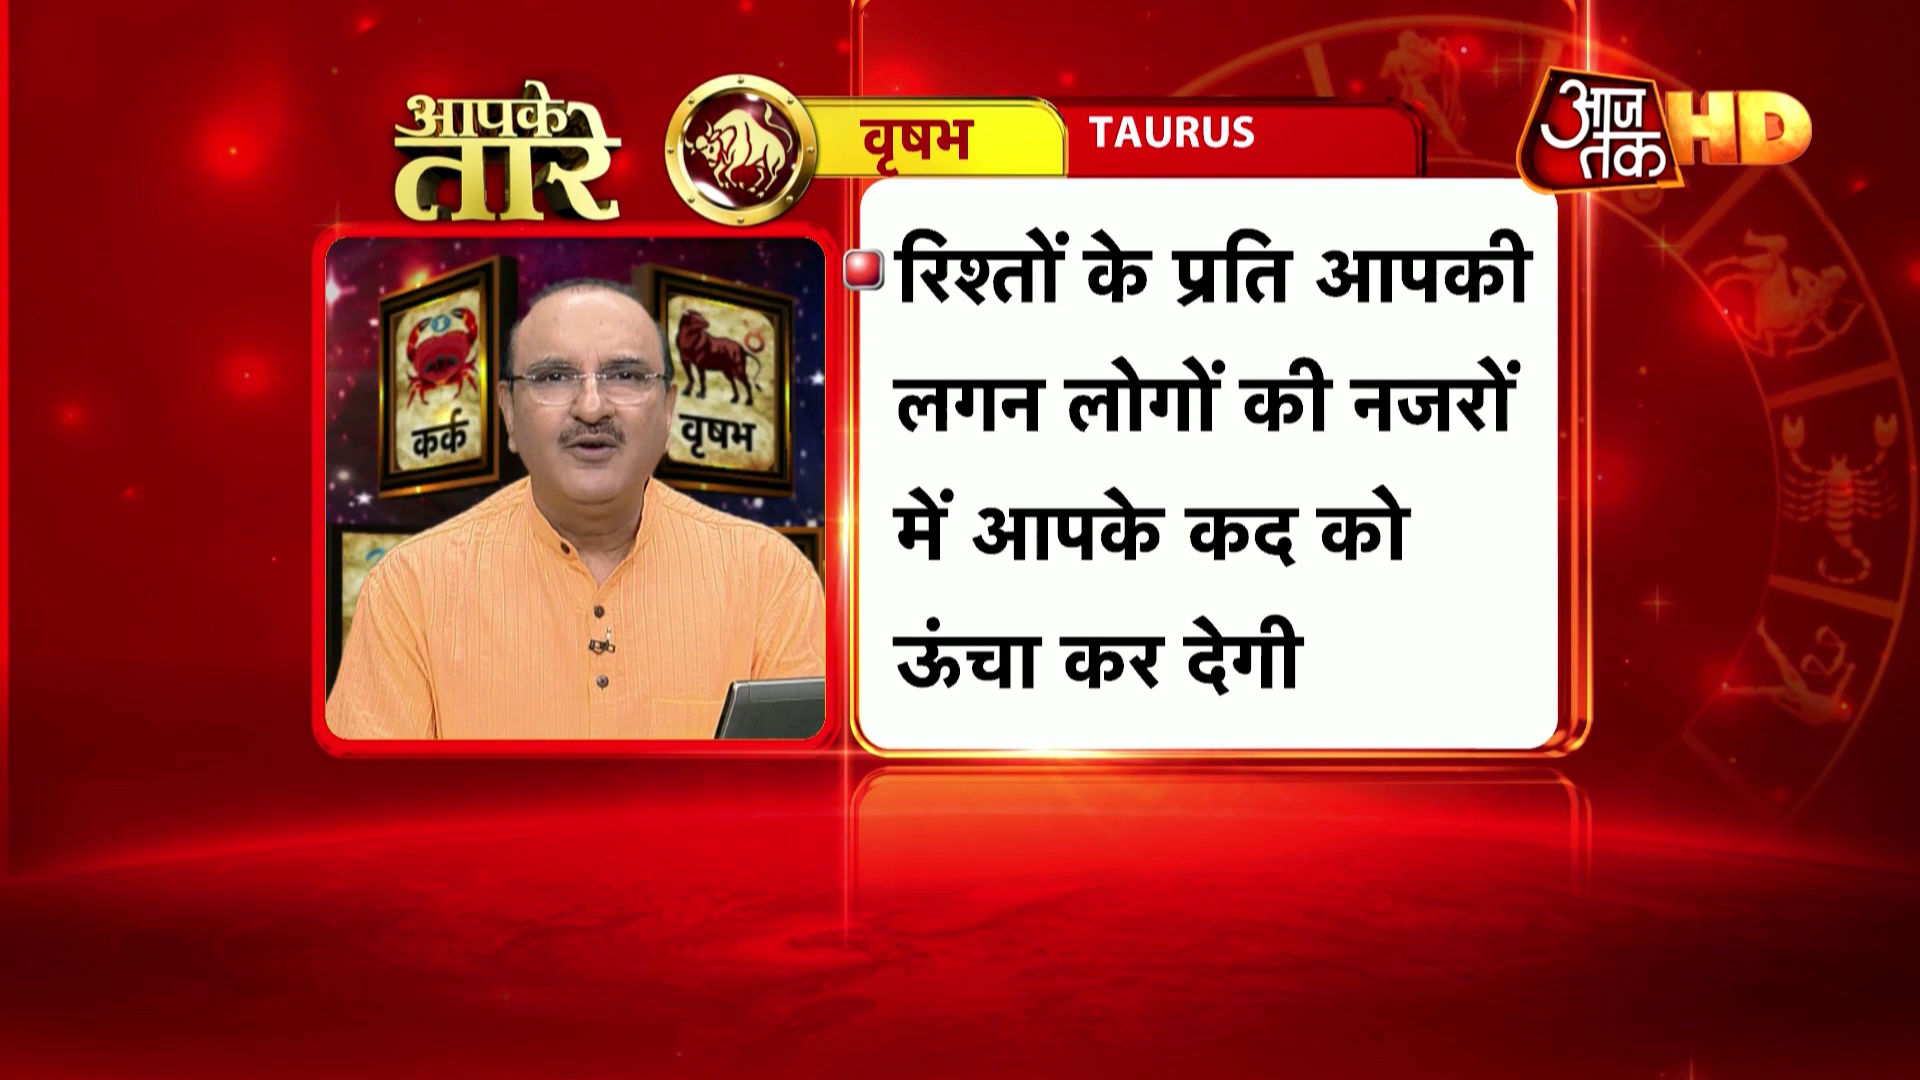 आपके
तारे
वृषभ
TAURUS
आज
तक
HD
कर्क
वृषभ
रिश्तों के प्रति आपकी
लगन लोगों की नजरों
में आपके कद को
ऊंचा कर देगी